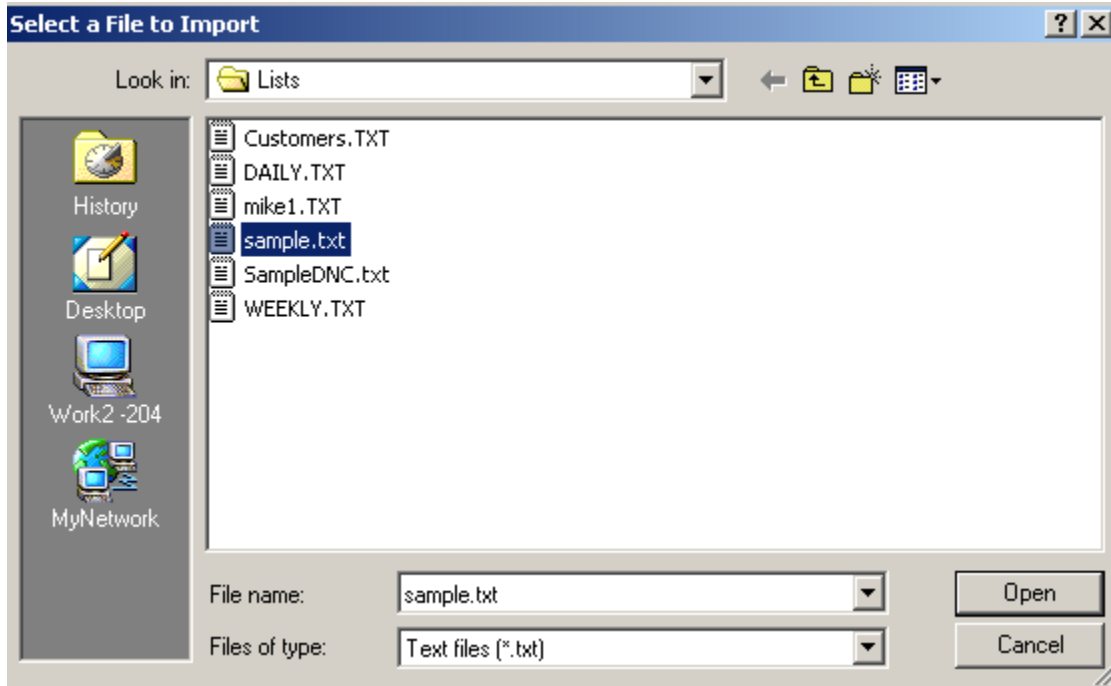 Select a File to Import
Look in: Lists
Customers.TXT
DAILY.TXT
mike1.TXT
sample.txt
SampleDNC.txt
WEEKLY.TXT
History
Desktop
Work2 -204
MyNetwork
File name: sample.txt Open
Files of type: Text files (*.txt) Cancel